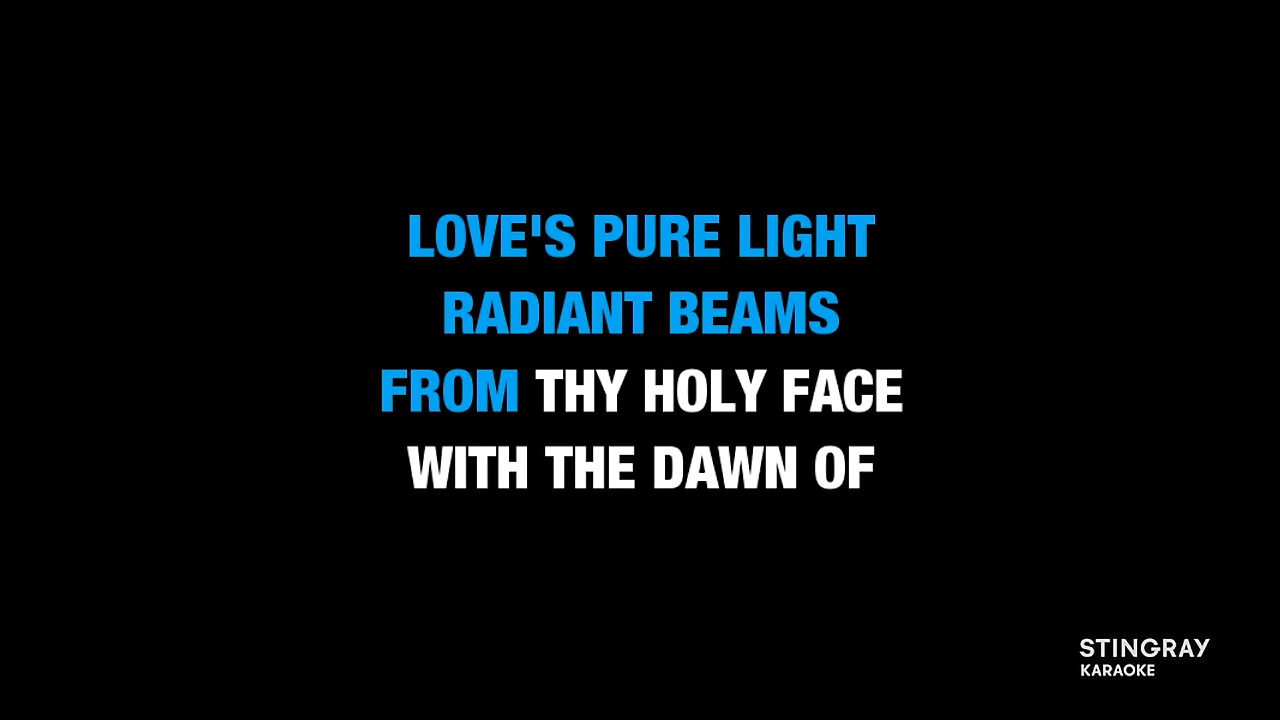 LOVE'S PURE LIGHT
RADIANT BEAMS
FROM THY HOLY FACE
WITH THE DAWN OF
STINGRAY
KARAOKE